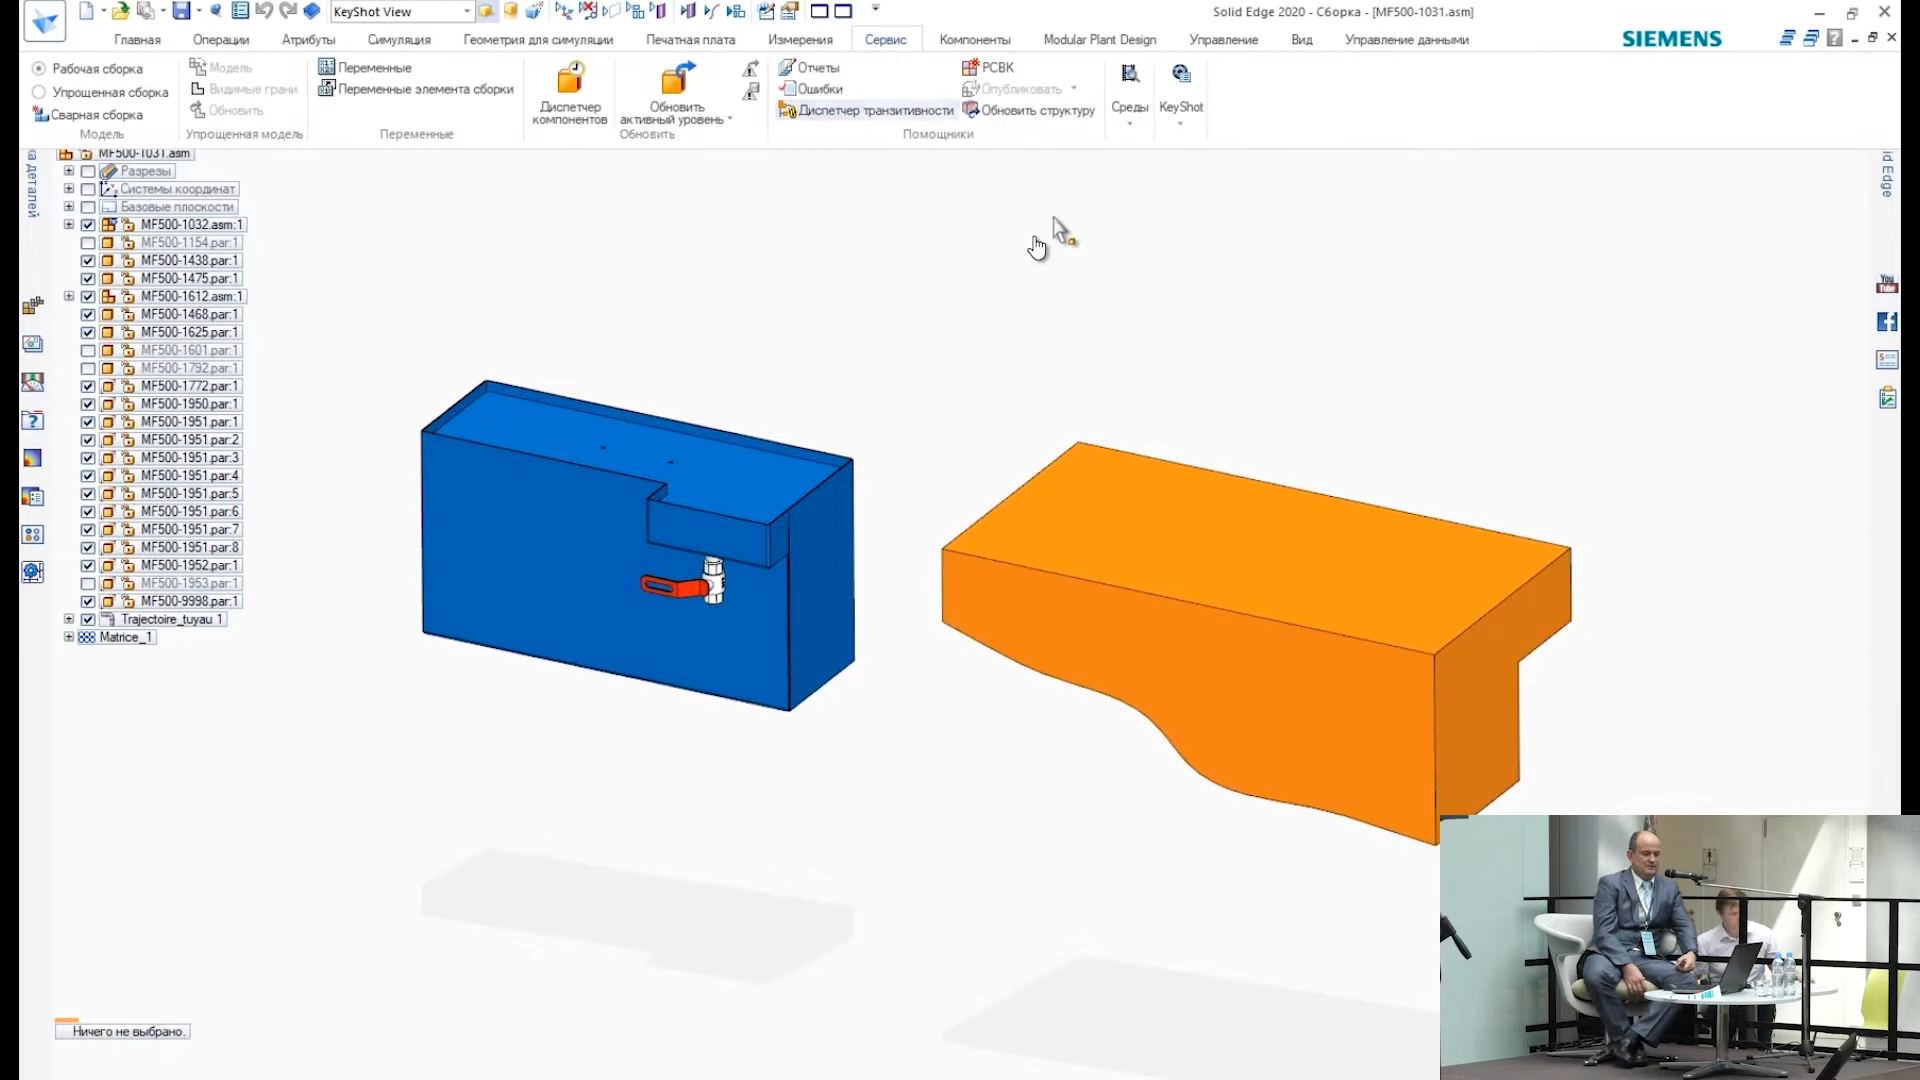 KeyShot View
Solid Edge 2020 - Сборка - [MF500-1031.asm]
Главная Операции Атрибуты Симуляция Геометрия для симуляции Печатная плата Измерения Сервис Компоненты Modular Plant Design Управление Вид Управление данными
SIEMENS
Рабочая сборка
Упрощенная сборка
Сварная сборка
Модель
Модель
Видимые грани
Обновить
Упрощенная модель
Переменные
Переменные элемента сборки
Переменные
Диспетчер компонентов
Обновить активный уровень
Обновить
Отчеты
Ошибки
Диспетчер транзитивности
РСВК
Опубликовать
Обновить структуру
Помощники
Среды
KeyShot
MF500-1031.asm
Разрезы
Системы координат
Базовые плоскости
MF500-1032.asm:1
MF500-1154.par:1
MF500-1438.par:1
MF500-1475.par:1
MF500-1612.asm:1
MF500-1468.par:1
MF500-1625.par:1
MF500-1601.par:1
MF500-1792.par:1
MF500-1772.par:1
MF500-1950.par:1
MF500-1951.par:1
MF500-1951.par:2
MF500-1951.par:3
MF500-1951.par:4
MF500-1951.par:5
MF500-1951.par:6
MF500-1951.par:7
MF500-1951.par:8
MF500-1952.par:1
MF500-1953.par:1
MF500-9998.par:1
Trajectoire_tuyau 1
Matrice_1
деталей
Edge
You Tube
Ничего не выбрано.